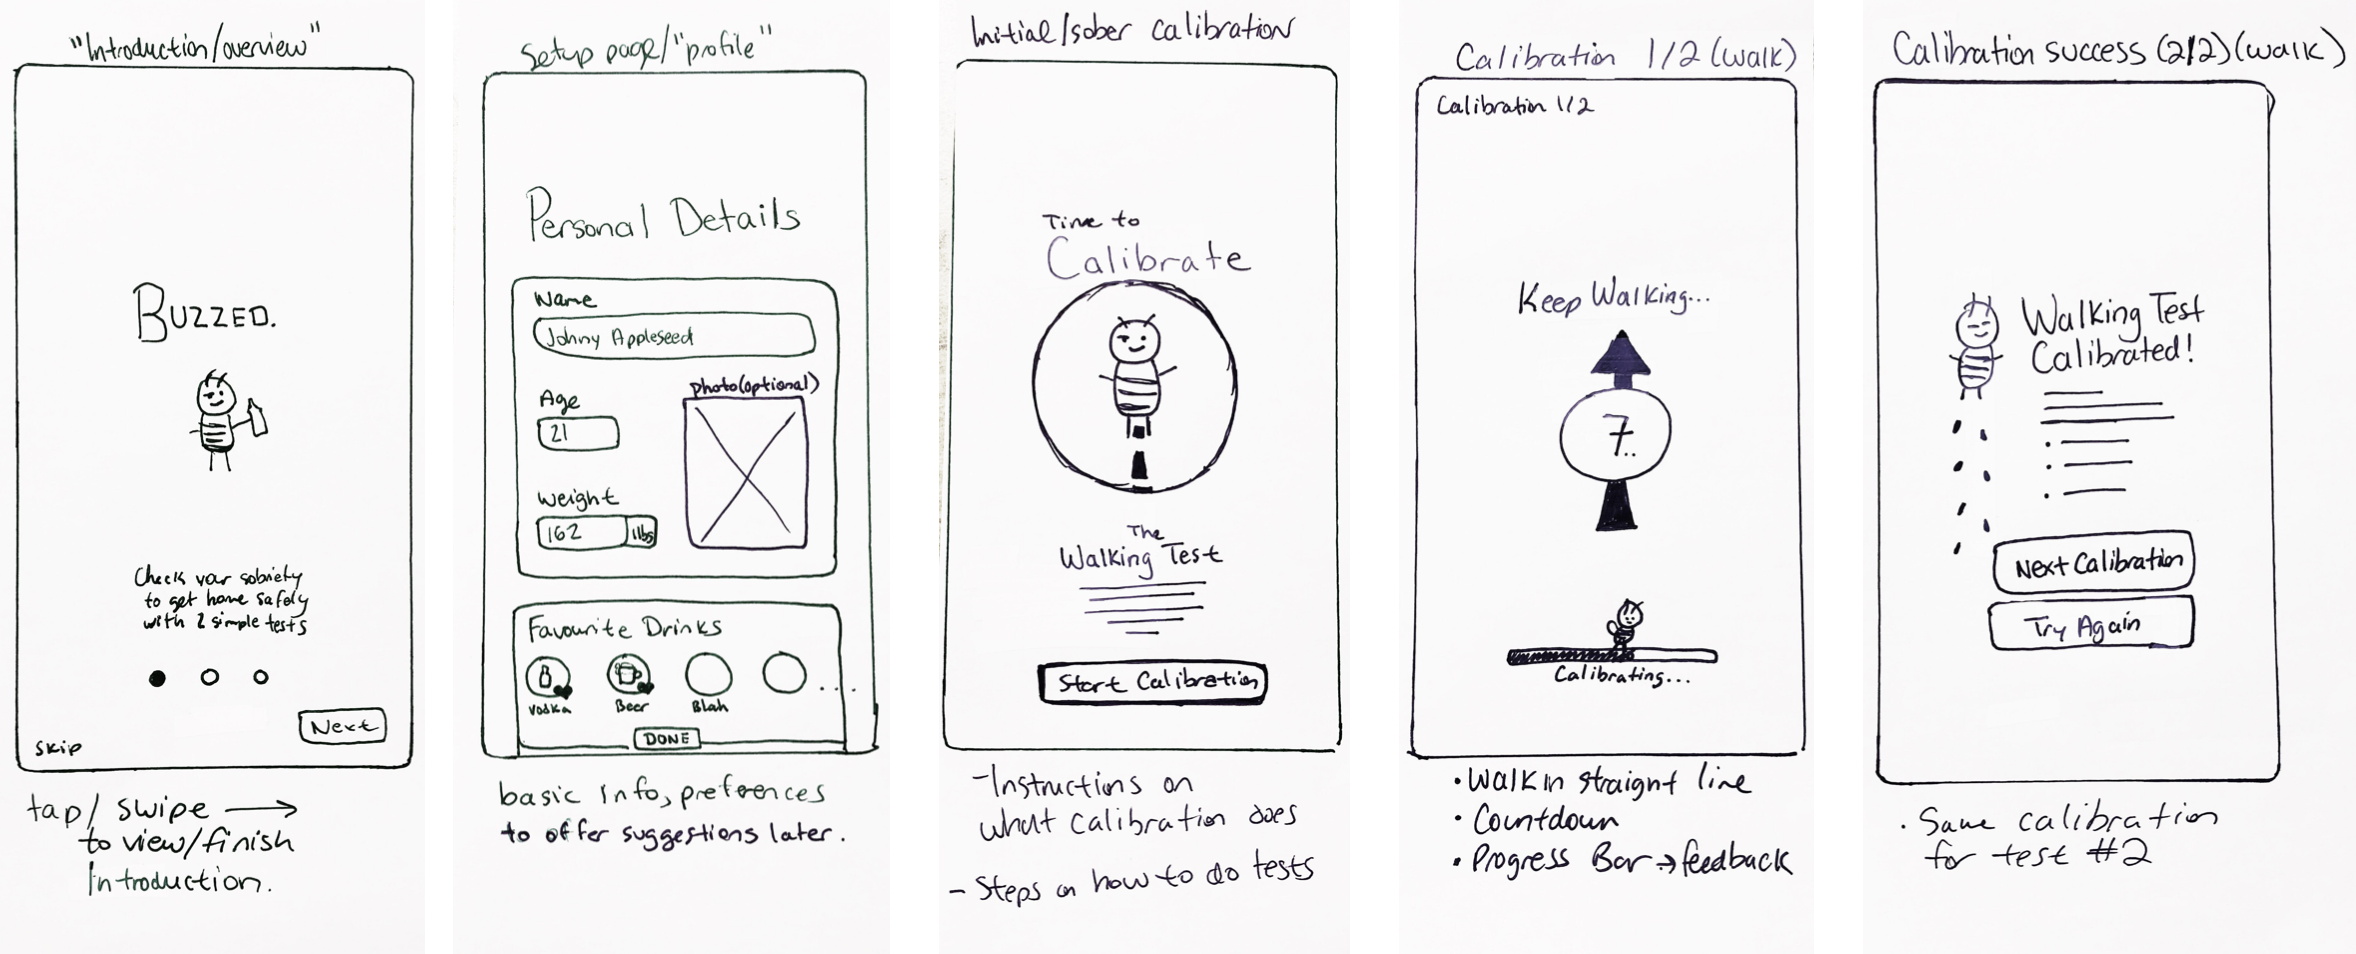 "Introduction/overview"
BUZZED.
Check your sobriety
to get home safely
with 2 simple tests
Next
Skip
tap/ swipe →
to view/finish
Introduction.
Setup page/"profile"
Personal Details
Name
Johny Appleseed
photo(optional)
Age
21
Weight
162 lbs
Favourite Drinks
Vodka Beer Blah
....
DONE
basic info, preferences
to offer suggestions later.
Initial/sober calibration
Time to
Calibrate
The
Walking Test
Start Calibration
-Instructions on
what calibration does
- Steps on how to do tests
Calibration 1/2 (walk)
Calibration 1/2
Keep Walking...
7..
Calibrating...
• Walk in straight line
• Countdown
• Progress Bar → feedback
Calibration success (2/2) (walk)
Walking Test
Calibrated!
Next Calibration
Try Again
• Same calibration
for test #2